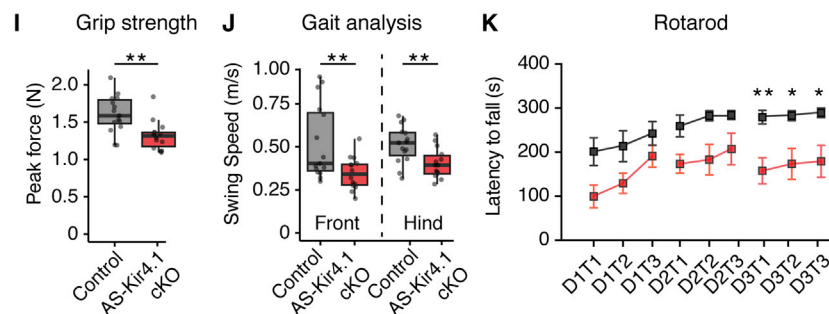 I Grip strength
Peak force (N)
2.0
1.5
1.0
0.5
0
**
Control
AS-Kir4.1
cKO
J Gait analysis
Swing Speed (m/s)
1.00
0.75
0.50
0.25
0
**
**
Front
Hind
Control
AS-Kir4.1
cKO
Control
AS-Kir4.1
cKO
K Rotarod
Latency to fall (s)
400
300
200
100
0
** * *
D1T1
D1T2
D1T3
D2T1
D2T2
D2T3
D3T1
D3T2
D3T3